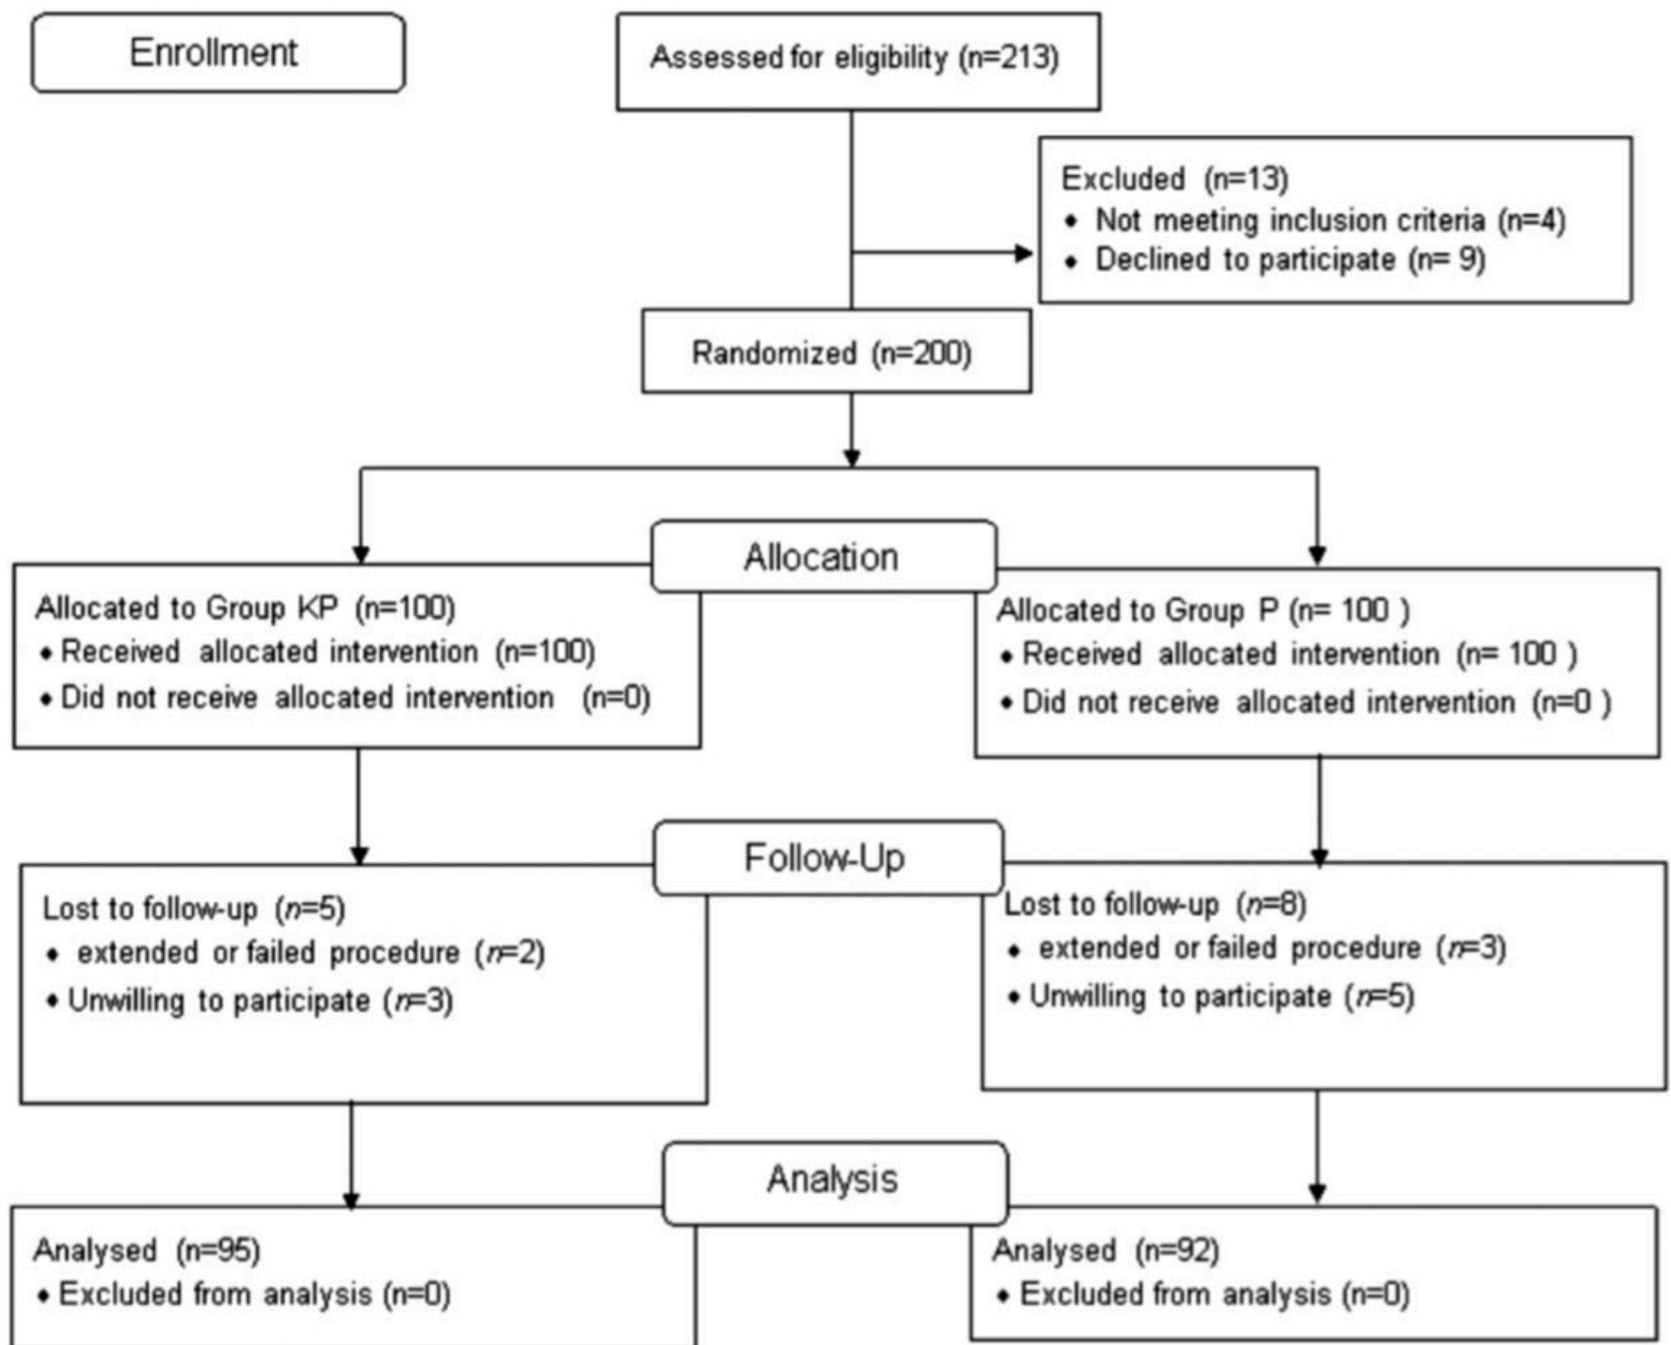 Enrollment
Assessed for eligibility (n=213)
Excluded (n=13)
♦ Not meeting inclusion criteria (n=4)
♦ Declined to participate (n= 9)
Randomized (n=200)
Allocation
Allocated to Group KP (n=100)
♦ Received allocated intervention (n=100)
♦ Did not receive allocated intervention (n=0)
Allocated to Group P (n= 100 )
♦ Received allocated intervention (n= 100 )
♦ Did not receive allocated intervention (n=0 )
Follow-Up
Lost to follow-up (n=5)
♦ extended or failed procedure (n=2)
♦ Unwilling to participate (n=3)
Lost to follow-up (n=8)
♦ extended or failed procedure (n=3)
♦ Unwilling to participate (n=5)
Analysis
Analysed (n=95)
♦ Excluded from analysis (n=0)
Analysed (n=92)
♦ Excluded from analysis (n=0)